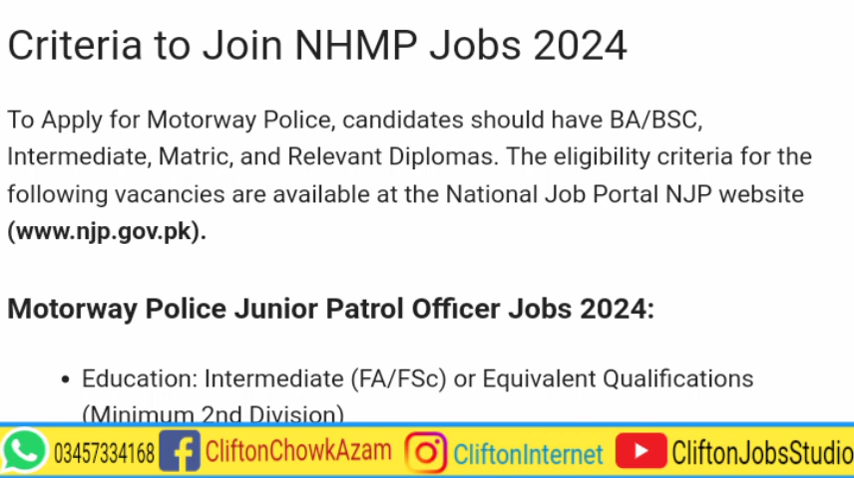 Criteria to Join NHMP Jobs 2024
To Apply for Motorway Police, candidates should have BA/BSC,
Intermediate, Matric, and Relevant Diplomas. The eligibility criteria for the
following vacancies are available at the National Job Portal NJP website
(www.njp.gov.pk).
Motorway Police Junior Patrol Officer Jobs 2024:
• Education: Intermediate (FA/FSc) or Equivalent Qualifications
(Minimum 2nd Division)
03457334168 CliftonChowkAzam CliftonInternet CliftonJobsStudio